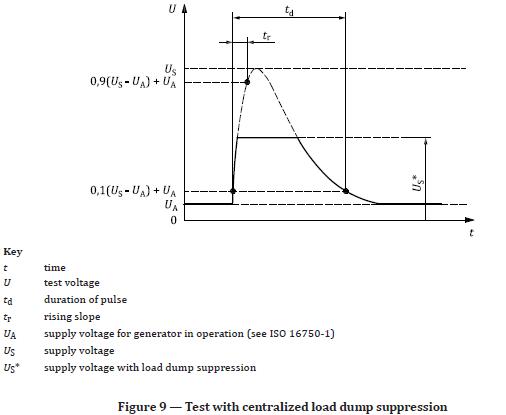 U
t_d
t_r
U_S
0,9(U_S - U_A) + U_A
U_S*
0,1(U_S - U_A) + U_A
U_A
0
t
Key
t time
U test voltage
t_d duration of pulse
t_r rising slope
U_A supply voltage for generator in operation (see ISO 16750-1)
U_S supply voltage
U_S* supply voltage with load dump suppression
Figure 9 — Test with centralized load dump suppression